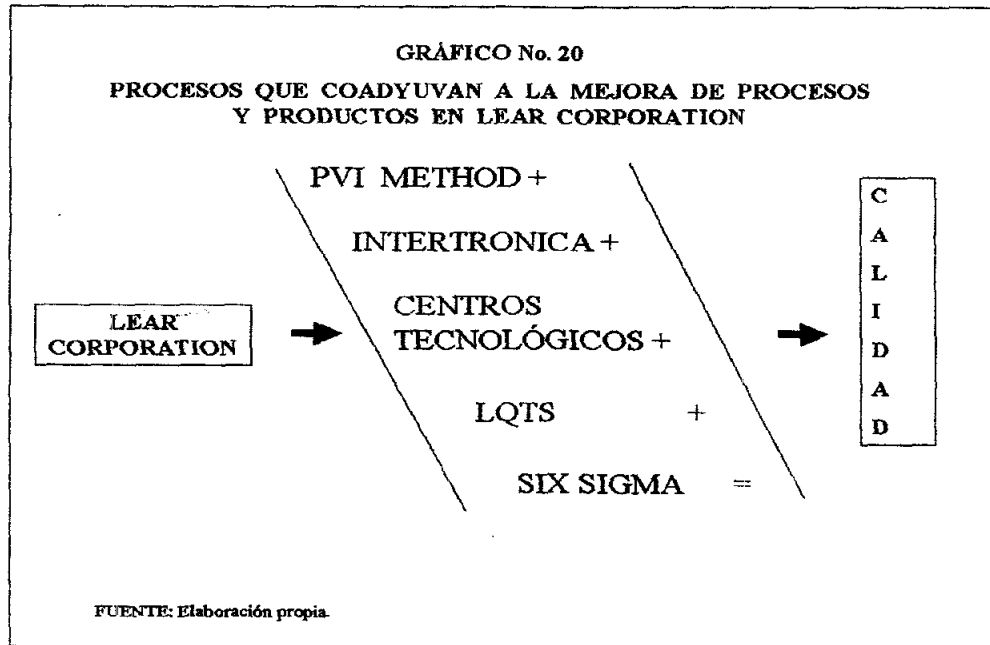 GRÁFICO No. 20
PROCESOS QUE COADYUVAN A LA MEJORA DE PROCESOS
Y PRODUCTOS EN LEAR CORPORATION
LEAR
CORPORATION
PVI METHOD +
INTERTRONICA +
CENTROS
TECNOLÓGICOS +
LQTS +
SIX SIGMA =
C
A
L
I
D
A
D
FUENTE: Elaboración propia.